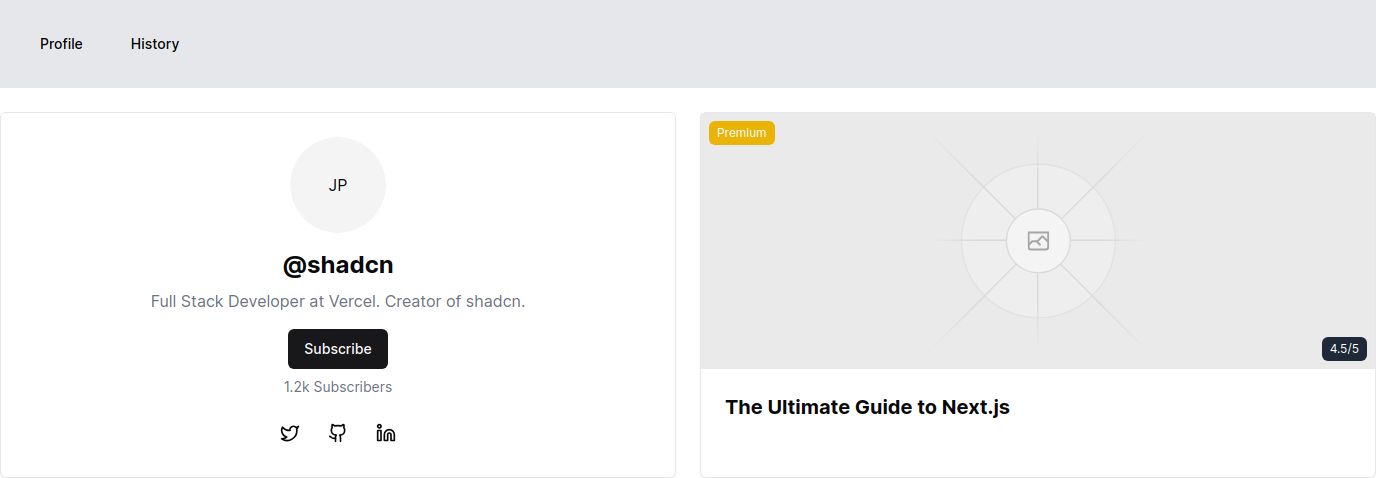 Profile
History
JP
@shadcn
Full Stack Developer at Vercel. Creator of shadcn.
Subscribe
1.2k Subscribers
Premium
4.5/5
The Ultimate Guide to Next.js